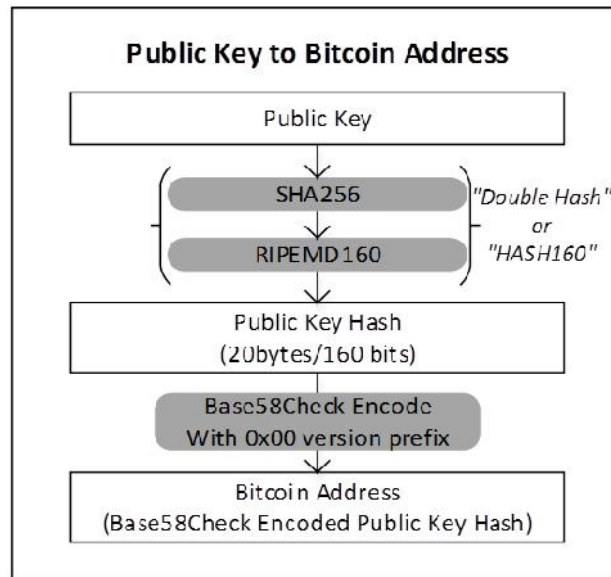 Public Key to Bitcoin Address
Public Key
SHA256
RIPEMD160
"Double Hash"
or
"HASH160"
Public Key Hash
(20bytes/160 bits)
Base58Check Encode
With 0x00 version prefix
Bitcoin Address
(Base58Check Encoded Public Key Hash)